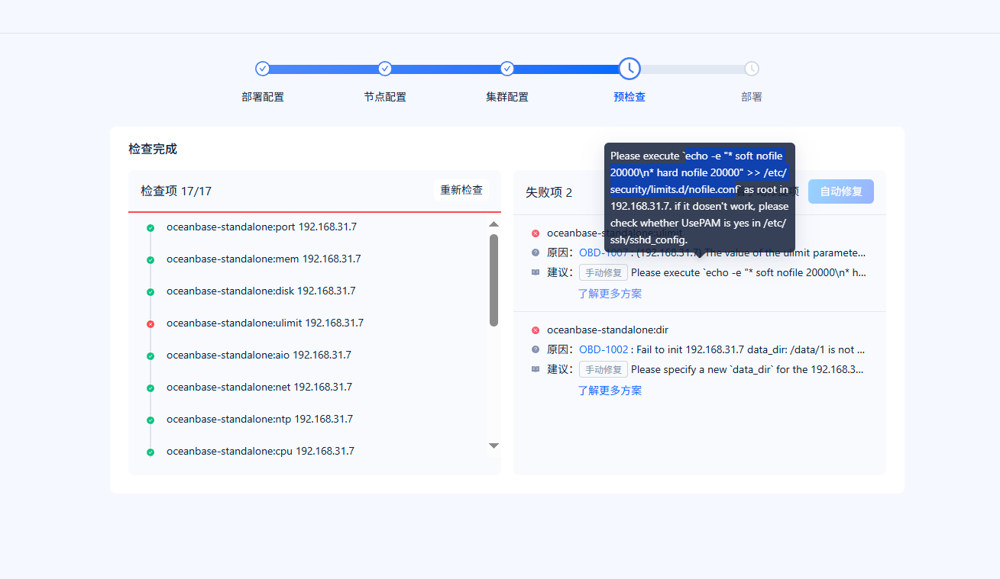 部署配置
节点配置
集群配置
预检查
部署
检查完成
检查项 17/17
重新检查
oceanbase-standalone:port 192.168.31.7
oceanbase-standalone:mem 192.168.31.7
oceanbase-standalone:disk 192.168.31.7
oceanbase-standalone:ulimit 192.168.31.7
oceanbase-standalone:aio 192.168.31.7
oceanbase-standalone:net 192.168.31.7
oceanbase-standalone:ntp 192.168.31.7
oceanbase-standalone:cpu 192.168.31.7
Please execute `echo -e "* soft nofile
20000\n* hard nofile 20000" >> /etc/
security/limits.d/nofile.conf` as root in
192.168.31.7. if it dosen't work, please
check whether UsePAM is yes in /etc/
ssh/sshd_config.
失败项 2
自动修复
oceanbase-standalone:ulimit
原因： OBD-1007 : (192.168.31.7) The value of the ulimit paramete...
建议： 手动修复 Please execute `echo -e "* soft nofile 20000\n* h...
了解更多方案
oceanbase-standalone:dir
原因： OBD-1002 : Fail to init 192.168.31.7 data_dir: /data/1 is not ...
建议： 手动修复 Please specify a new `data_dir` for the 192.168.3...
了解更多方案